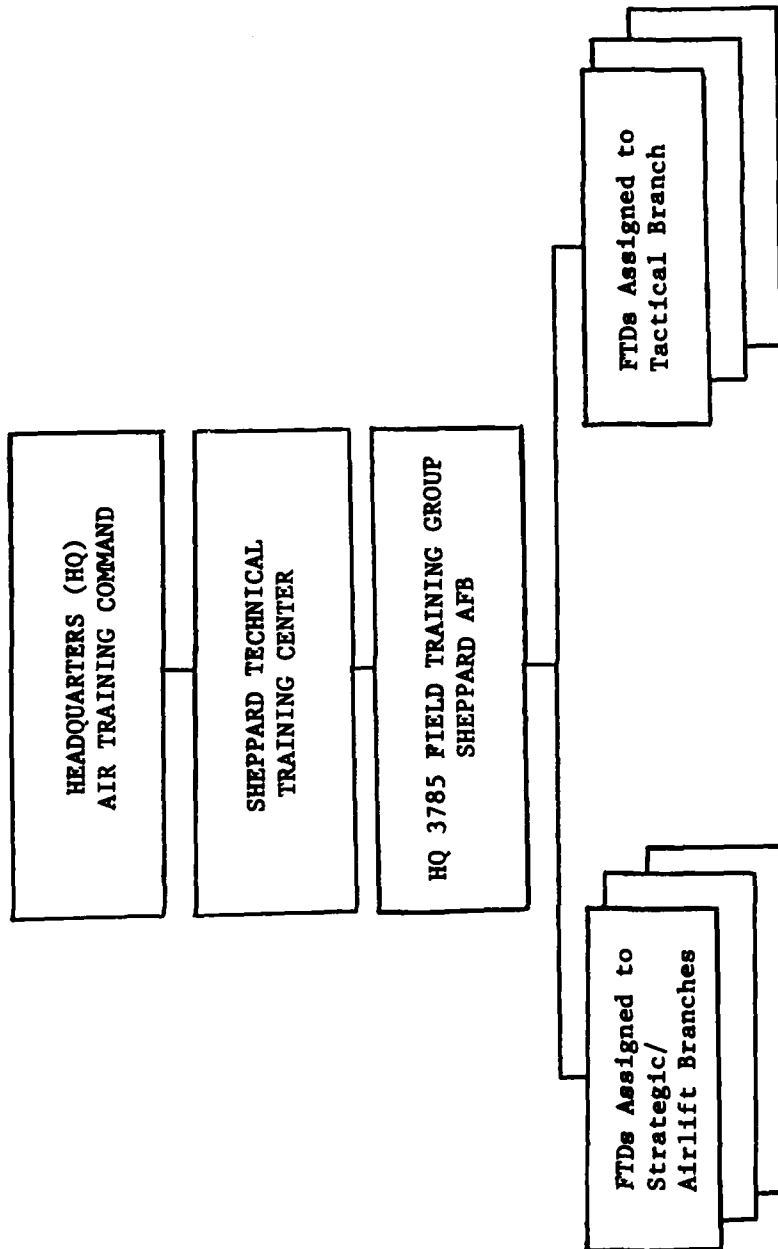 HEADQUARTERS (HQ)
AIR TRAINING COMMAND
SHEPPARD TECHNICAL
TRAINING CENTER
HQ 3785 FIELD TRAINING GROUP
SHEPPARD AFB
FTDs Assigned to
Strategic/
Airlift Branches
FTDs Assigned to
Tactical Branch